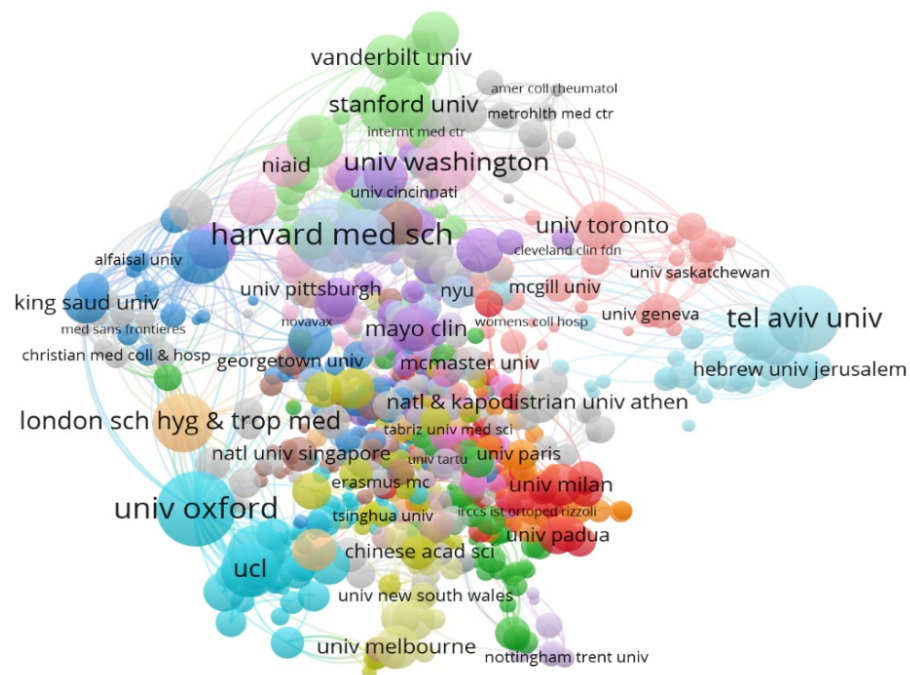 vanderbilt univ
amer coll rheumatol
stanford univ
metrohlth med ctr
intermt med ctr
niaid
univ washington
univ cincinnati
univ toronto
harvard med sch
cleveland clin fdn
alfaisal univ
univ saskatchewan
univ pittsburgh
nyu
mcgill univ
king saud univ
univ geneva
tel aviv univ
med sans frontieres
novavax
mayo clin
womens coll hosp
christian med coll & hosp
georgetown univ
mcmaster univ
hebrew univ jerusalem
natl & kapodistrian univ athen
london sch hyg & trop med
tabriz univ med sci
natl univ singapore
univ tartu
univ paris
erasmus mc
univ milan
univ oxford
tsinghua univ
irccs ist ortoped rizzoli
univ padua
chinese acad sci
ucl
univ new south wales
univ melbourne
nottingham trent univ